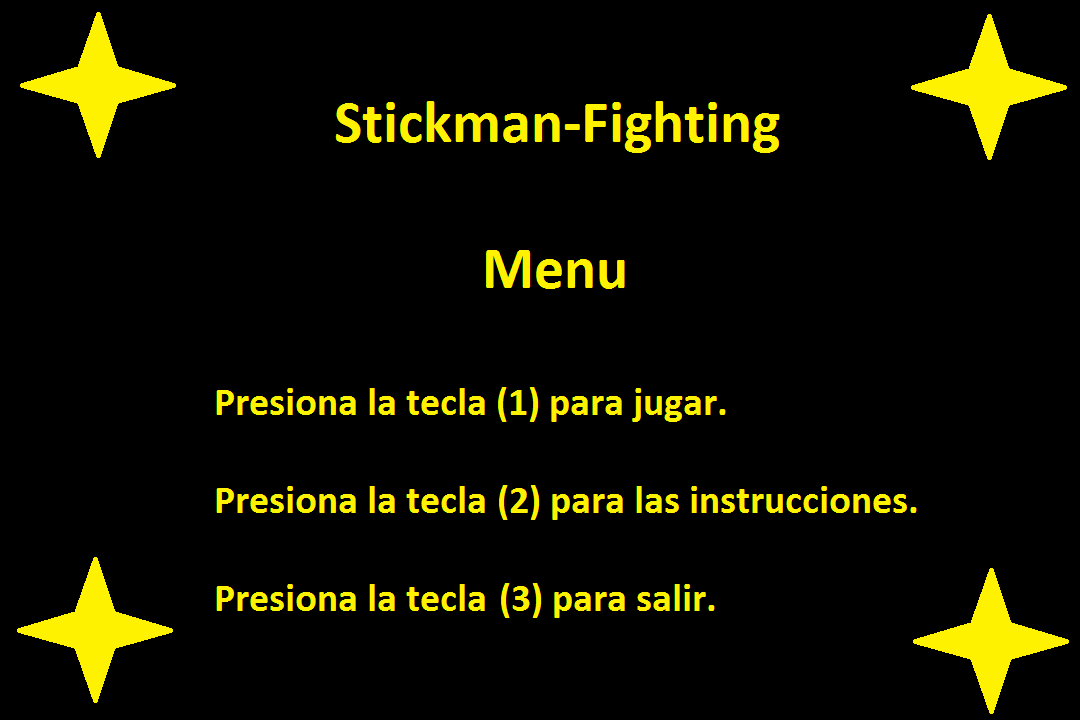 Stickman-Fighting
Menu
Presiona la tecla (1) para jugar.
Presiona la tecla (2) para las instrucciones.
Presiona la tecla (3) para salir.